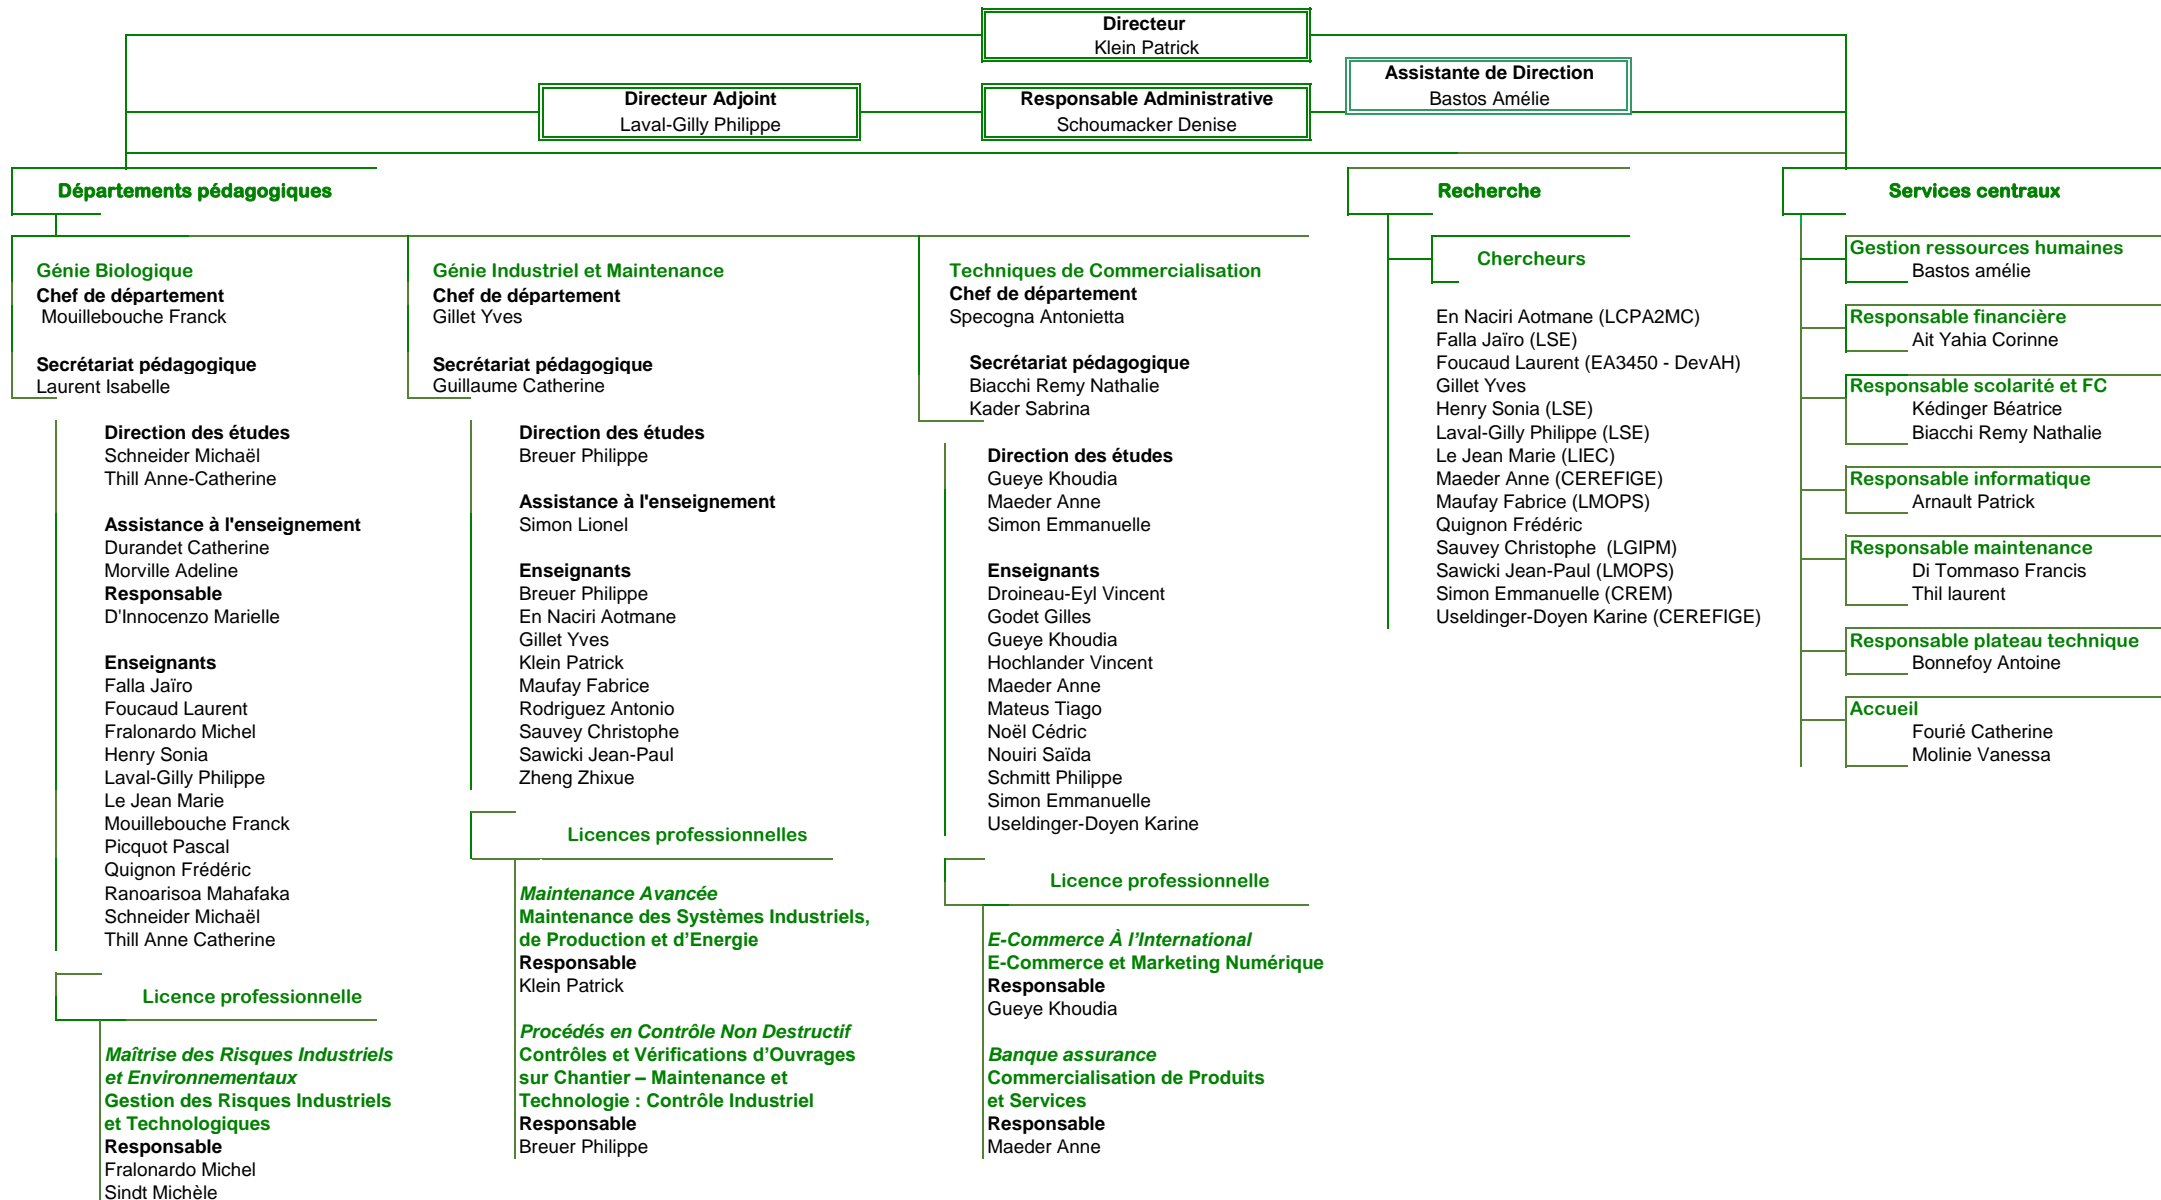 Directeur
Klein Patrick
Assistante de Direction
Bastos Amélie
Directeur Adjoint
Laval-Gilly Philippe
Responsable Administrative
Schoumacker Denise
Départements pédagogiques
Génie Biologique
Chef de département
Mouillebouche Franck
Secrétariat pédagogique
Laurent Isabelle
Direction des études
Schneider Michaël
Thill Anne-Catherine
Assistance à l'enseignement
Durandet Catherine
Morville Adeline
Responsable
D'Innocenzo Marielle
Enseignants
Falla Jaïro
Foucaud Laurent
Fralonardo Michel
Henry Sonia
Laval-Gilly Philippe
Le Jean Marie
Mouillebouche Franck
Picquot Pascal
Quignon Frédéric
Ranoarisoa Mahafaka
Schneider Michaël
Thill Anne Catherine
Licence professionnelle
Maîtrise des Risques Industriels
et Environnementaux
Gestion des Risques Industriels
et Technologiques
Responsable
Fralonardo Michel
Sindt Michèle
Génie Industriel et Maintenance
Chef de département
Gillet Yves
Secrétariat pédagogique
Guillaume Catherine
Direction des études
Breuer Philippe
Assistance à l'enseignement
Simon Lionel
Enseignants
Breuer Philippe
En Naciri Aotmane
Gillet Yves
Klein Patrick
Maufay Fabrice
Rodriguez Antonio
Sauvey Christophe
Sawicki Jean-Paul
Zheng Zhixue
Licences professionnelles
Maintenance Avancée
Maintenance des Systèmes Industriels,
de Production et d’Energie
Responsable
Klein Patrick
Procédés en Contrôle Non Destructif
Contrôles et Vérifications d’Ouvrages
sur Chantier – Maintenance et
Technologie : Contrôle Industriel
Responsable
Breuer Philippe
Techniques de Commercialisation
Chef de département
Specogna Antonietta
Secrétariat pédagogique
Biacchi Remy Nathalie
Kader Sabrina
Direction des études
Gueye Khoudia
Maeder Anne
Simon Emmanuelle
Enseignants
Droineau-Eyl Vincent
Godet Gilles
Gueye Khoudia
Hochlander Vincent
Maeder Anne
Mateus Tiago
Noël Cédric
Nouiri Saïda
Schmitt Philippe
Simon Emmanuelle
Useldinger-Doyen Karine
Licence professionnelle
E-Commerce À l’International
E-Commerce et Marketing Numérique
Responsable
Gueye Khoudia
Banque assurance
Commercialisation de Produits
et Services
Responsable
Maeder Anne
Recherche
Chercheurs
En Naciri Aotmane (LCPA2MC)
Falla Jaïro (LSE)
Foucaud Laurent (EA3450 - DevAH)
Gillet Yves
Henry Sonia (LSE)
Laval-Gilly Philippe (LSE)
Le Jean Marie (LIEC)
Maeder Anne (CEREFIGE)
Maufay Fabrice (LMOPS)
Quignon Frédéric
Sauvey Christophe (LGIPM)
Sawicki Jean-Paul (LMOPS)
Simon Emmanuelle (CREM)
Useldinger-Doyen Karine (CEREFIGE)
Services centraux
Gestion ressources humaines
Bastos amélie
Responsable financière
Ait Yahia Corinne
Responsable scolarité et FC
Kédinger Béatrice
Biacchi Remy Nathalie
Responsable informatique
Arnault Patrick
Responsable maintenance
Di Tommaso Francis
Thil laurent
Responsable plateau technique
Bonnefoy Antoine
Accueil
Fourié Catherine
Molinie Vanessa